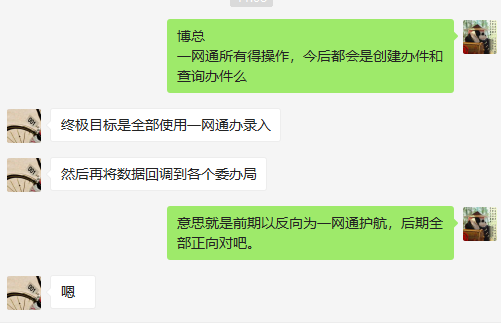 博总
一网通所有得操作，今后都会是创建办件和
查询办件么
终极目标是全部使用一网通办录入
然后再将数据回调到各个委办局
意思就是前期以反向为一网通护航，后期全
部正向对吧。
嗯